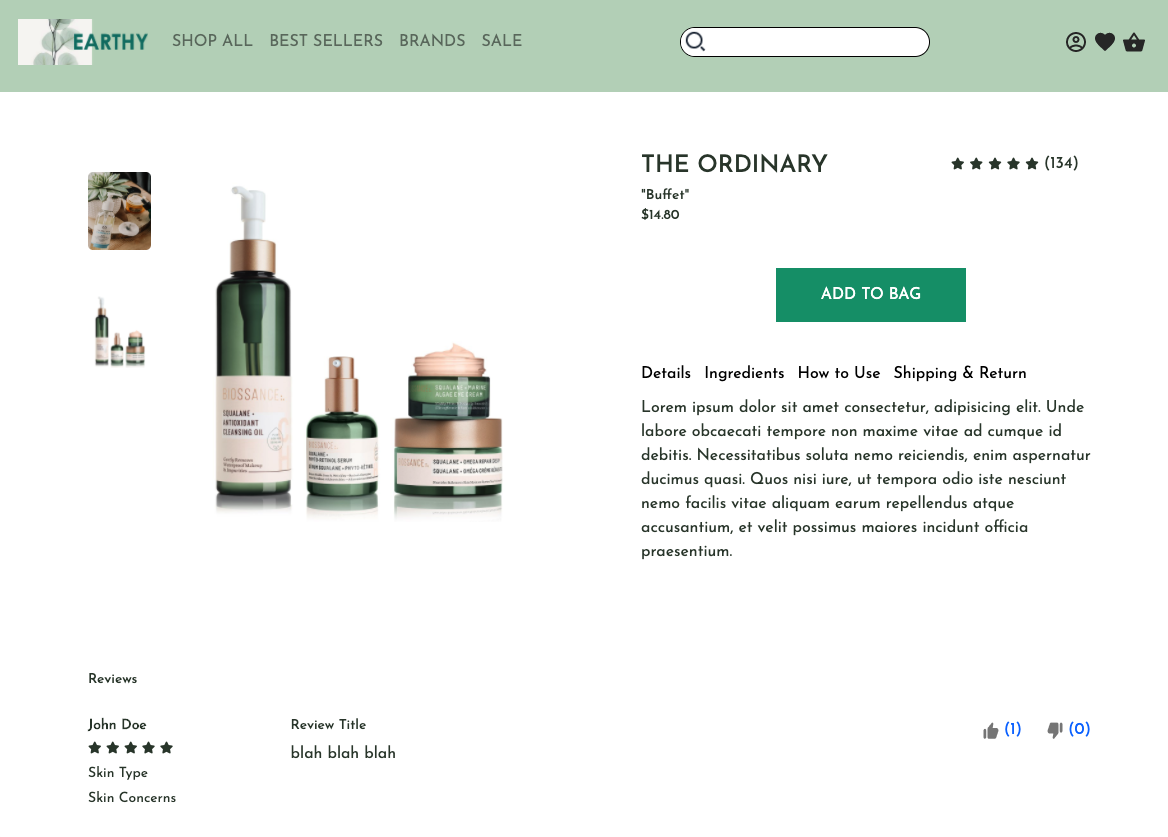 EARTHY
SHOP ALL BEST SELLERS BRANDS SALE
THE ORDINARY
(134)
"Buffet"
$14.80
BIOSSANCE
SQUALANE +
ANTIOXIDANT
CLEANSING OIL
BIOSSANCE
SQUALANE +
PHYTO-RETINOL SERUM
SQUALANE + MARINE
ALGAE EYE CREAM
BIOSSANCE
SQUALANE + OMEGA REPAIR CREAM
ADD TO BAG
Details Ingredients How to Use Shipping & Return
Lorem ipsum dolor sit amet consectetur, adipisicing elit. Unde
labore obcaecati tempore non maxime vitae ad cumque id
debitis. Necessitatibus soluta nemo reiciendis, enim aspernatur
ducimus quasi. Quos nisi iure, ut tempora odio iste nesciunt
nemo facilis vitae aliquam earum repellendus atque
accusantium, et velit possimus maiores incidunt officia
praesentium.
Reviews
John Doe
Review Title
(1) (0)
blah blah blah
Skin Type
Skin Concerns